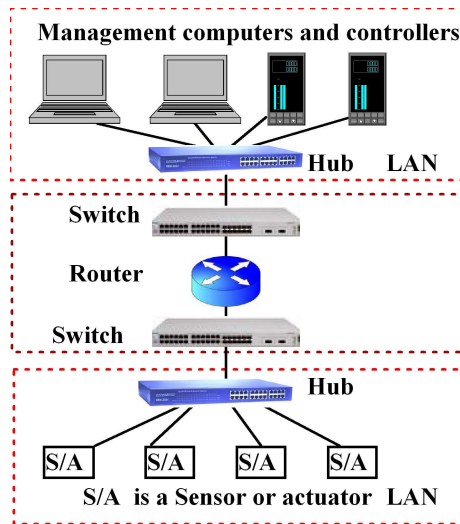 Management computers and controllers
Hub LAN
Switch
Router
Switch
Hub
S/A S/A S/A S/A
S/A is a Sensor or actuator LAN